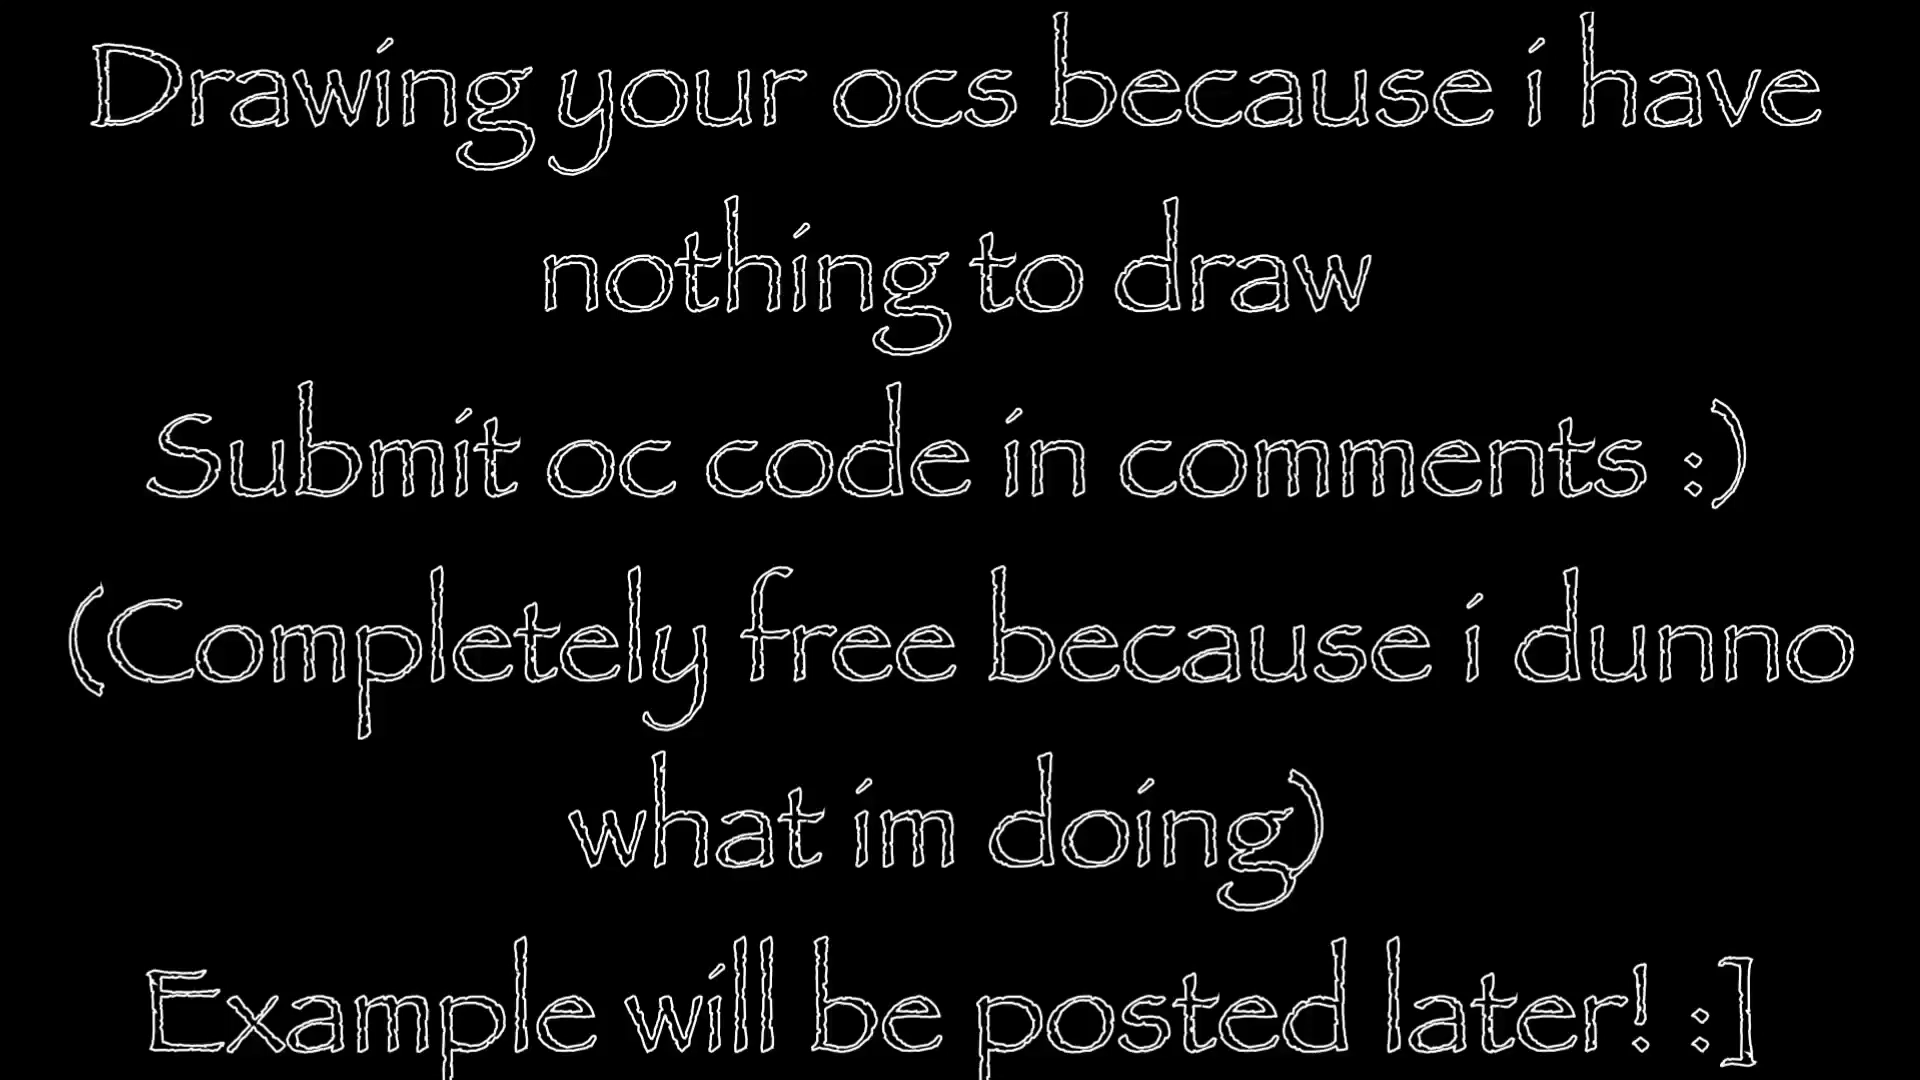 Drawing your ocs because i have
nothing to draw
Submit oc code in comments :)
(Completely free because i dunno
what im doing)
Example will be posted later! :]